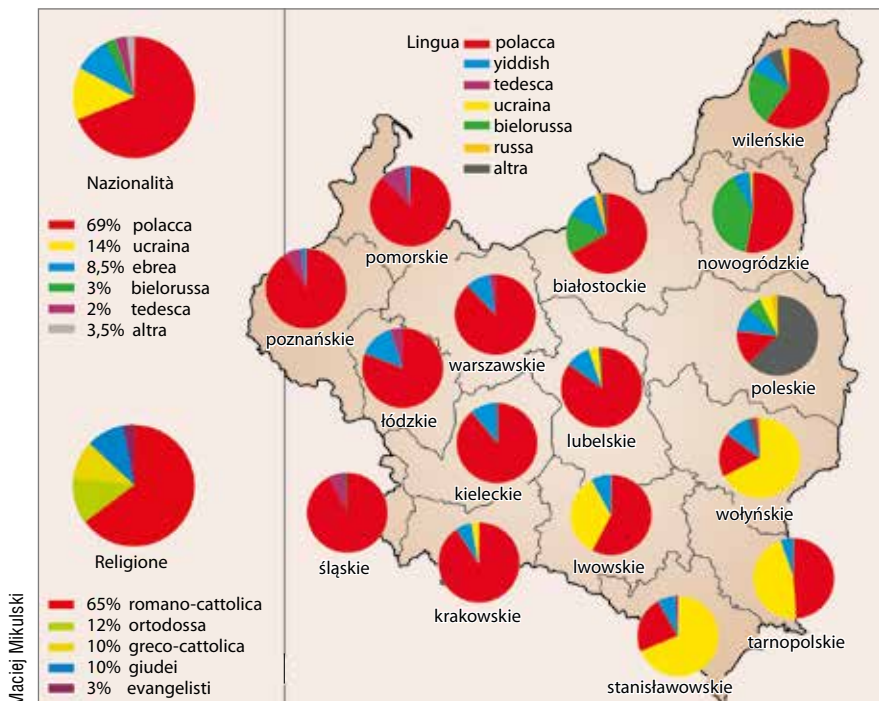 Nazionalità
69% polacca
14% ucraina
8,5% ebrea
3% bielorussa
2% tedesca
3,5% altra
Religione
65% romano-cattolica
12% ortodossa
10% greco-cattolica
10% giudei
3% evangelisti
Maciej Mikulski
Lingua
polacca
yiddish
tedesca
ucraina
bielorussa
russa
altra
wileńskie
pomorskie
białostockie
nowogródzkie
poznańskie
warszawskie
poleskie
łódzkie
lubelskie
kieleckie
wołyńskie
śląskie
lwowskie
krakowskie
tarnopolskie
stanisławowskie